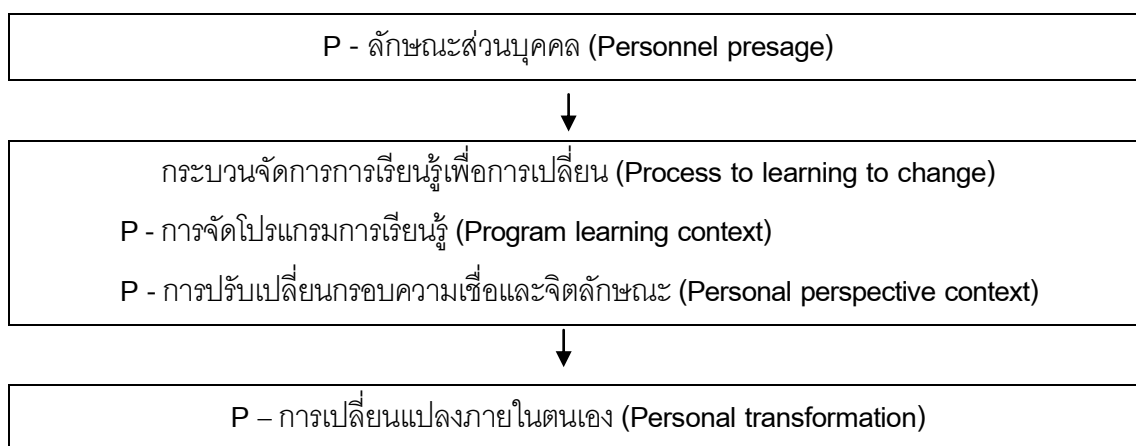 P - ลักษณะส่วนบุคคล (Personnel presage)
กระบวนจัดการการเรียนรู้เพื่อการเปลี่ยน (Process to learning to change)
P - การจัดโปรแกรมการเรียนรู้ (Program learning context)
P - การปรับเปลี่ยนกรอบความเชื่อและจิตลักษณะ (Personal perspective context)
P – การเปลี่ยนแปลงภายในตนเอง (Personal transformation)